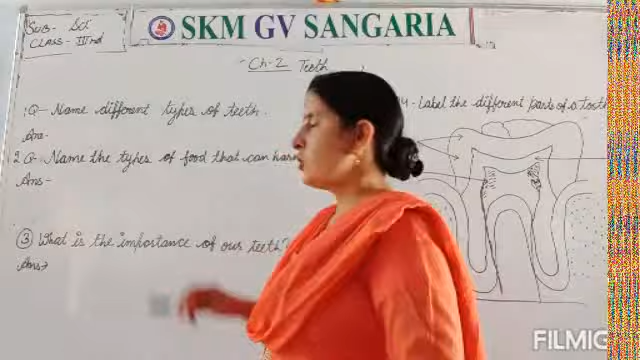 SUB- Sci
CLASS - IIIrd
SKM GV SANGARIA
Ch-2 Teeth
1Q- Name different types of teeth.
Ans-
2 Q- Name the types of food that can harm
Ans-
③ What is the importance of our teeth?
Ans→
4- Label the different parts of a Tooth
FILMIG